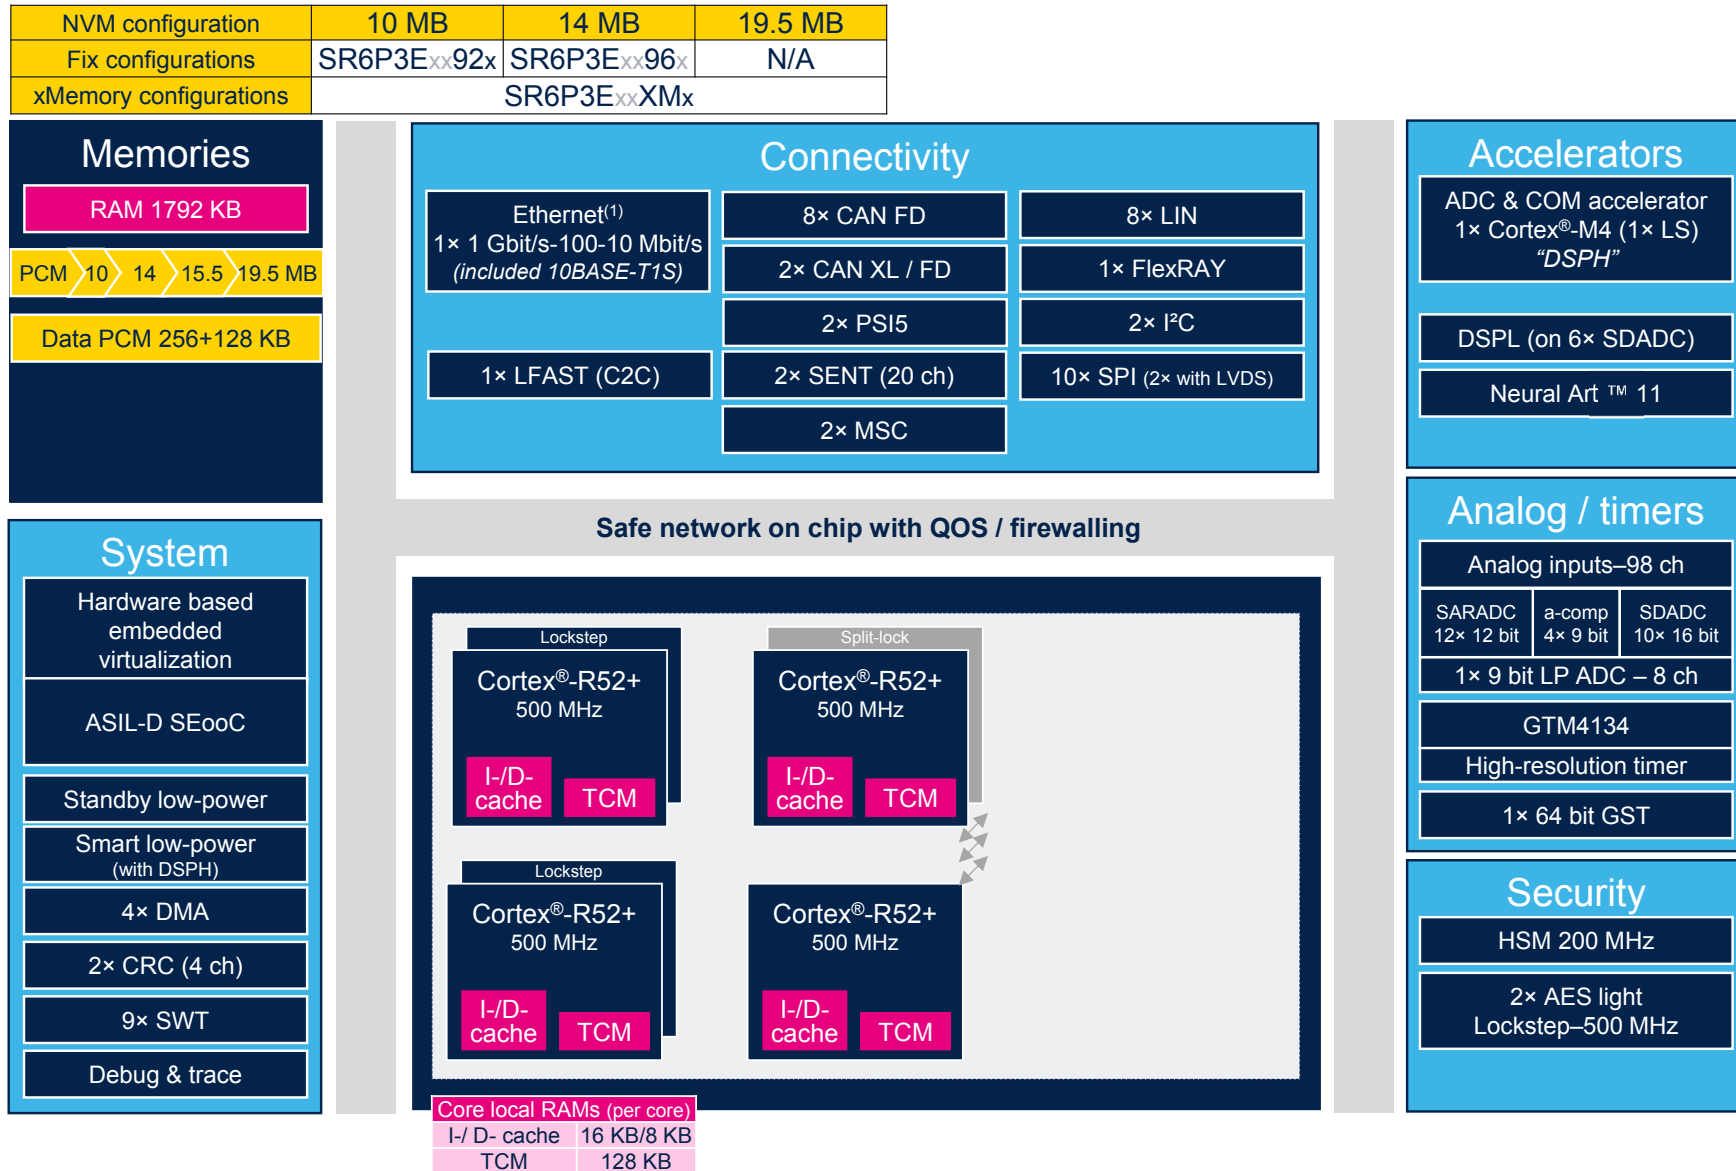 NVM configuration 10 MB 14 MB 19.5 MB
Fix configurations SR6P3Exx92x SR6P3Exx96x N/A
xMemory configurations SR6P3ExxXMx
Memories
RAM 1792 KB
PCM 10 14 15.5 19.5 MB
Data PCM 256+128 KB
Connectivity
Ethernet(1)
1× 1 Gbit/s-100-10 Mbit/s
(included 10BASE-T1S)
1× LFAST (C2C)
8× CAN FD
2× CAN XL / FD
2× PSI5
2× SENT (20 ch)
2× MSC
8× LIN
1× FlexRAY
2× I²C
10× SPI (2× with LVDS)
Accelerators
ADC & COM accelerator
1× Cortex®-M4 (1× LS)
“DSPH”
DSPL (on 6× SDADC)
Neural Art ™ 11
Safe network on chip with QOS / firewalling
System
Hardware based
embedded
virtualization
ASIL-D SEooC
Standby low-power
Smart low-power
(with DSPH)
4× DMA
2× CRC (4 ch)
9× SWT
Debug & trace
Lockstep
Cortex®-R52+
500 MHz
I-/D-
cache
TCM
Split-lock
Cortex®-R52+
500 MHz
I-/D-
cache
TCM
Lockstep
Cortex®-R52+
500 MHz
I-/D-
cache
TCM
Cortex®-R52+
500 MHz
I-/D-
cache
TCM
Core local RAMs (per core)
I-/ D- cache 16 KB/8 KB
TCM 128 KB
Analog / timers
Analog inputs–98 ch
SARADC
12× 12 bit
a-comp
4× 9 bit
SDADC
10× 16 bit
1× 9 bit LP ADC – 8 ch
GTM4134
High-resolution timer
1× 64 bit GST
Security
HSM 200 MHz
2× AES light
Lockstep–500 MHz